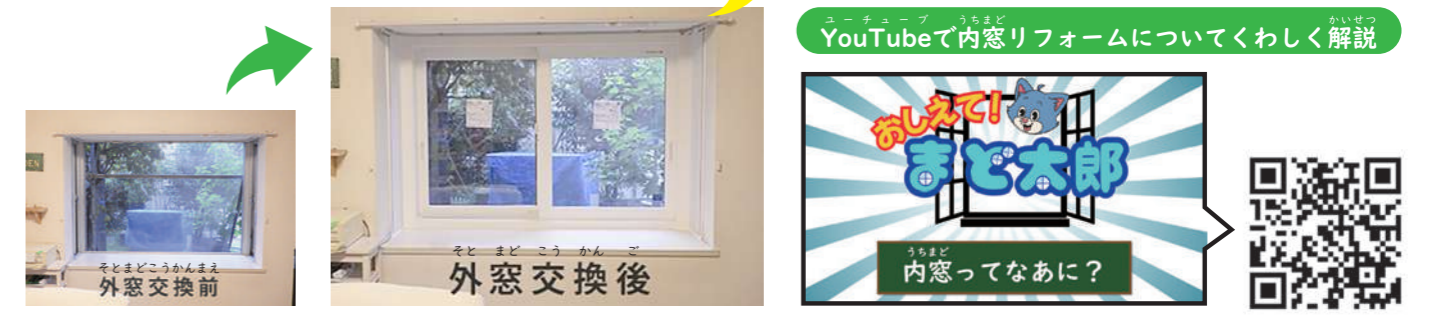 そとまどこうかんまえ
外窓交換前
そと まど こう かん ご
外窓交換後
ユーチューブ うちまど かいせつ
YouTubeで内窓リフォームについてくわしく解説
おしえて!
まど太郎
うちまど
内窓ってなあに?